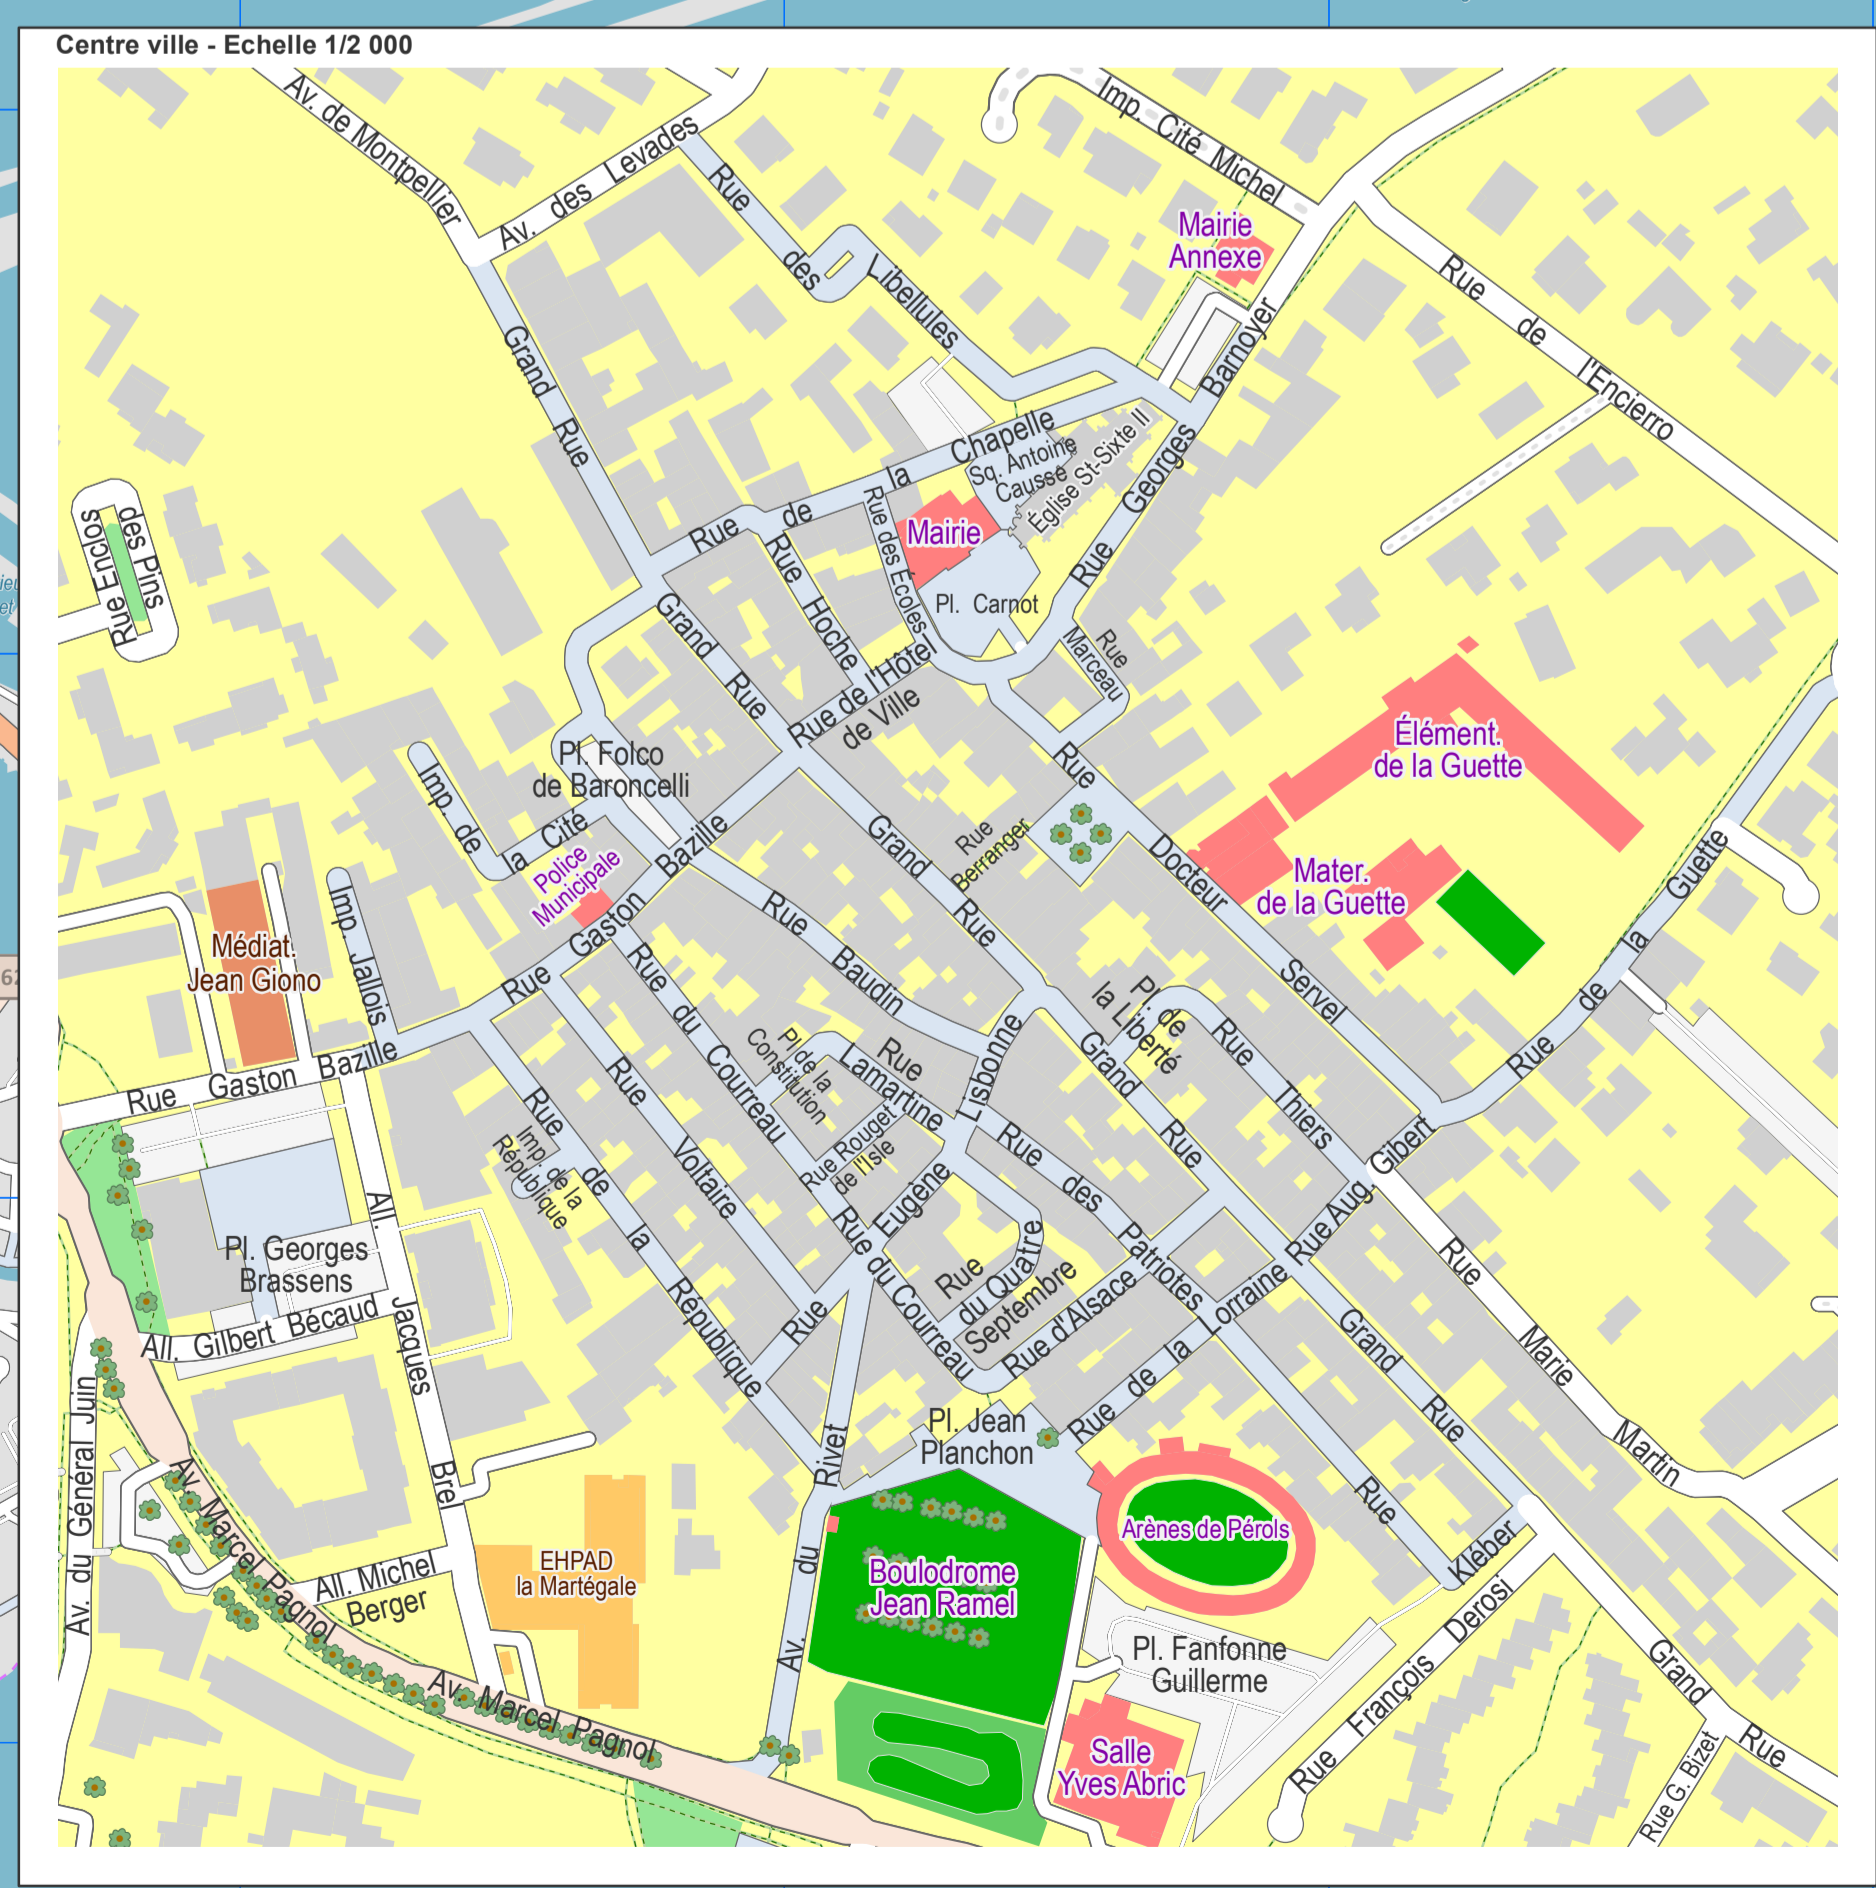 Centre ville - Echelle 1/2 000
Av. de Montpellier
Av. des Levades
Rue des Libellules
Imp. Cité Michel
Mairie
Annexe
Rue de l'Encierro
Grand Rue
Rue Georges Barnoyer
Rue de la Chapelle
Sq. Antoine
Causse
Église St-Sixte II
Mairie
Rue des Ecoles
Pl. Carnot
Rue Hoche
Rue Enclos
des Pins
Grand Rue
Rue de l'Hôtel
de Ville
Rue
Marceau
Élément.
de la Guette
Pl. Folco
de Baroncelli
Imp. de la Cité
Police
Municipale
Rue
Berranger
Rue Docteur Servel
Mater.
de la Guette
Rue de la Guette
Médiat.
Jean Giono
Imp. Jallois
Rue Gaston Bazille
Rue Gaston Bazille
Grand Rue
Rue Baudin
Rue du Courreau
Pl. de
la Liberté
Rue Thiers
Pl de la
Constitution
Rue
Lamartine
Rue Eugène Lisbonne
Rue Rouget
de l'Isle
Rue Voltaire
Imp. de la
République
Rue de la République
Grand Rue
Rue Aug. Gibert
Rue des Patriotes
Rue
du Quatre
Septembre
Rue du Courreau
Rue d'Alsace
Rue de la Lorraine
Rue Marie Martin
Pl. Georges
Brassens
All. Gilbert Bécaud
All. Jacques Brel
Av. du Général Juin
Av. Marcel Pagnol
All. Michel
Berger
EHPAD
la Martégale
Av. du Rivet
Pl. Jean
Planchon
Arènes de Pérols
Boulodrome
Jean Ramel
Grand Rue
Rue Kléber
Pl. Fanfonne
Guillerme
Rue François Derosi
Salle
Yves Abric
Av. Marcel Pagnol
Grand Rue
Rue G. Bizet